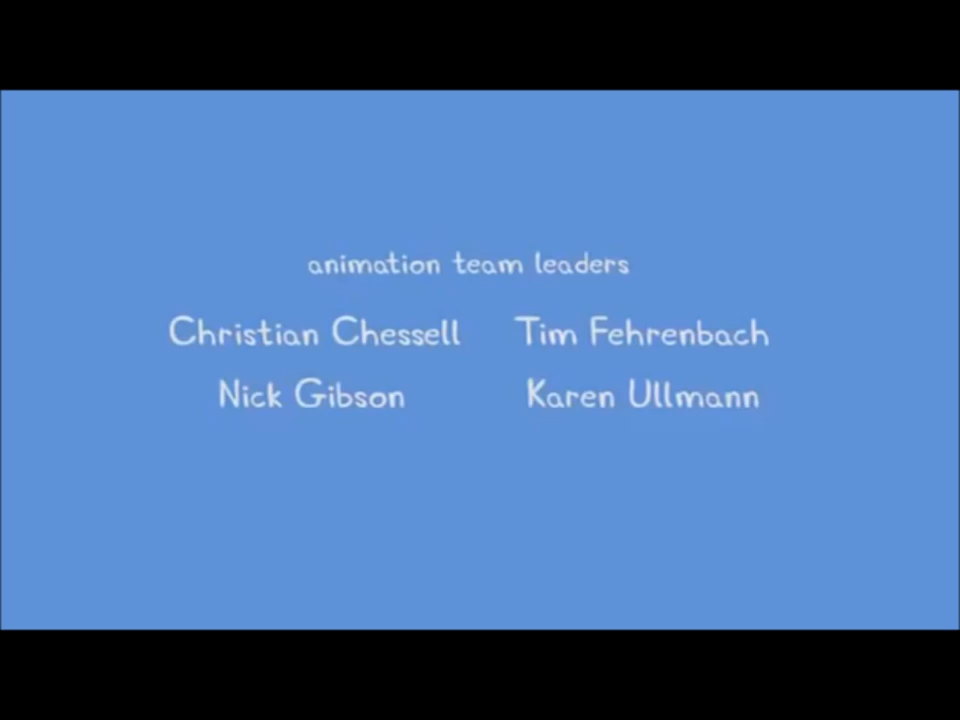 animation team leaders
Christian Chessell Tim Fehrenbach
Nick Gibson Karen Ullmann